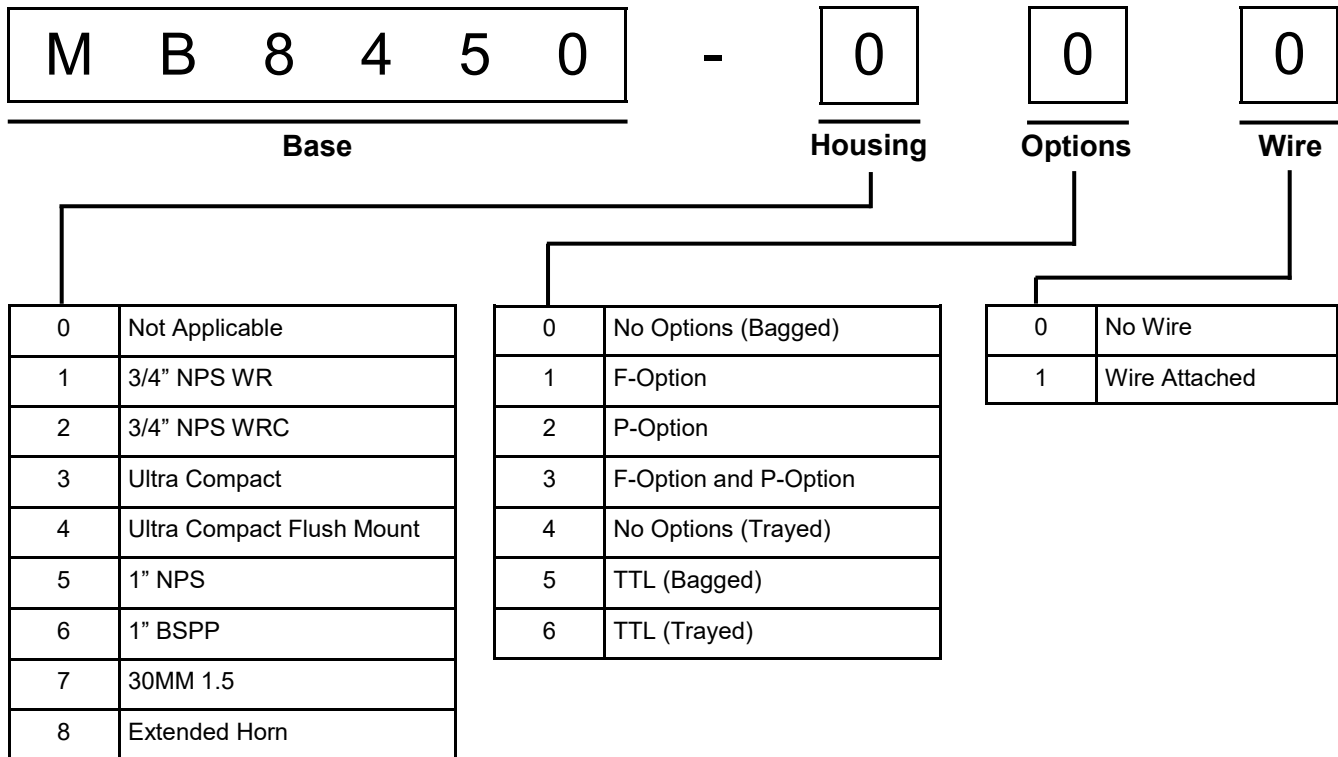 M B 8 4 5 0 - 0 0 0
Base Housing Options Wire
0 Not Applicable
1 3/4” NPS WR
2 3/4” NPS WRC
3 Ultra Compact
4 Ultra Compact Flush Mount
5 1” NPS
6 1” BSPP
7 30MM 1.5
8 Extended Horn
0 No Options (Bagged)
1 F-Option
2 P-Option
3 F-Option and P-Option
4 No Options (Trayed)
5 TTL (Bagged)
6 TTL (Trayed)
0 No Wire
1 Wire Attached